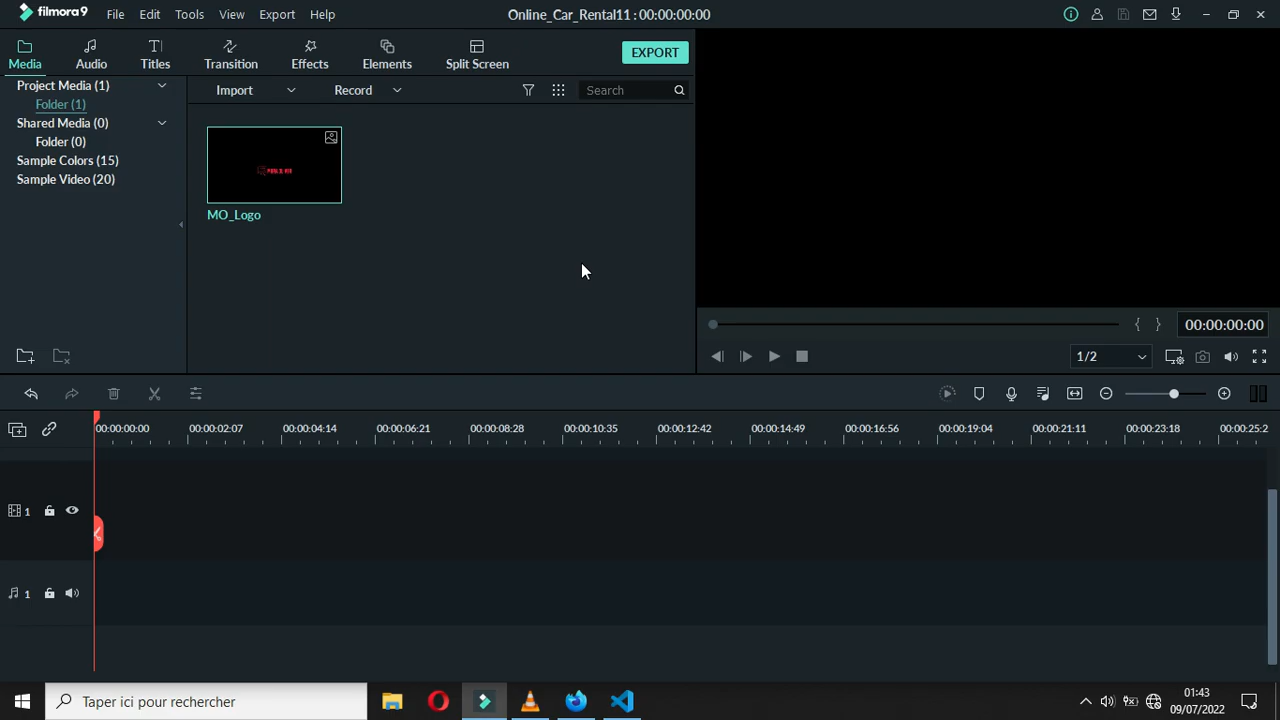 filmora9 File Edit Tools View Export Help Online_Car_Rental11 : 00:00:00:00
Media Audio Titles Transition Effects Elements Split Screen EXPORT
Project Media (1)
Folder (1)
Shared Media (0)
Folder (0)
Sample Colors (15)
Sample Video (20)
Import Record Search
MO_Logo
00:00:00:00
1/2
00:00:00:00 00:00:02:07 00:00:04:14 00:00:06:21 00:00:08:28 00:00:10:35 00:00:12:42 00:00:14:49 00:00:16:56 00:00:19:04 00:00:21:11 00:00:23:18 00:00:25:2
1
1
Taper ici pour rechercher
01:43
09/07/2022